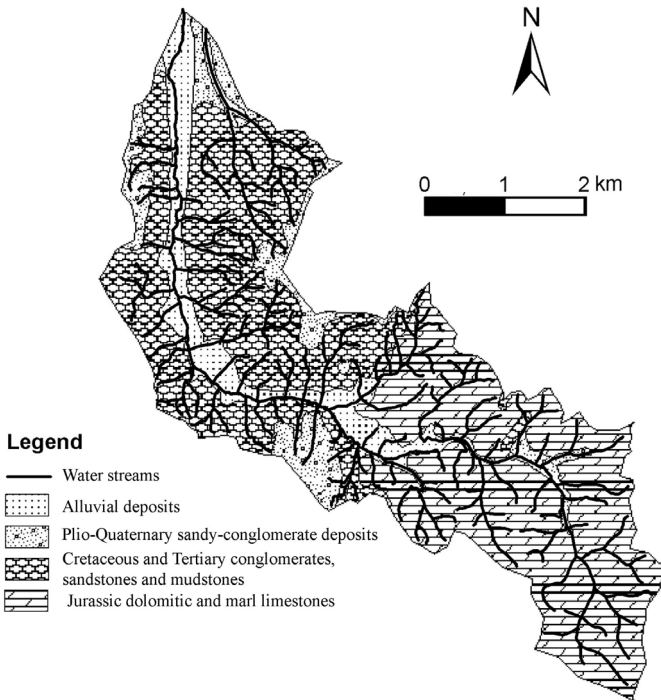 N
0 1 2 km
Legend
Water streams
Alluvial deposits
Plio-Quaternary sandy-conglomerate deposits
Cretaceous and Tertiary conglomerates,
sandstones and mudstones
Jurassic dolomitic and marl limestones